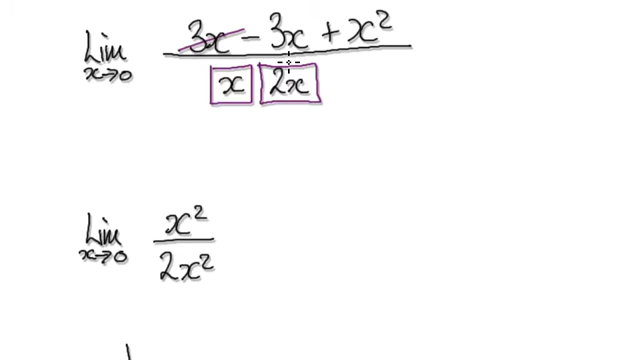 Lim x→0 (3x - 3x + x²) / (x 2x)
Lim x→0 x² / 2x²